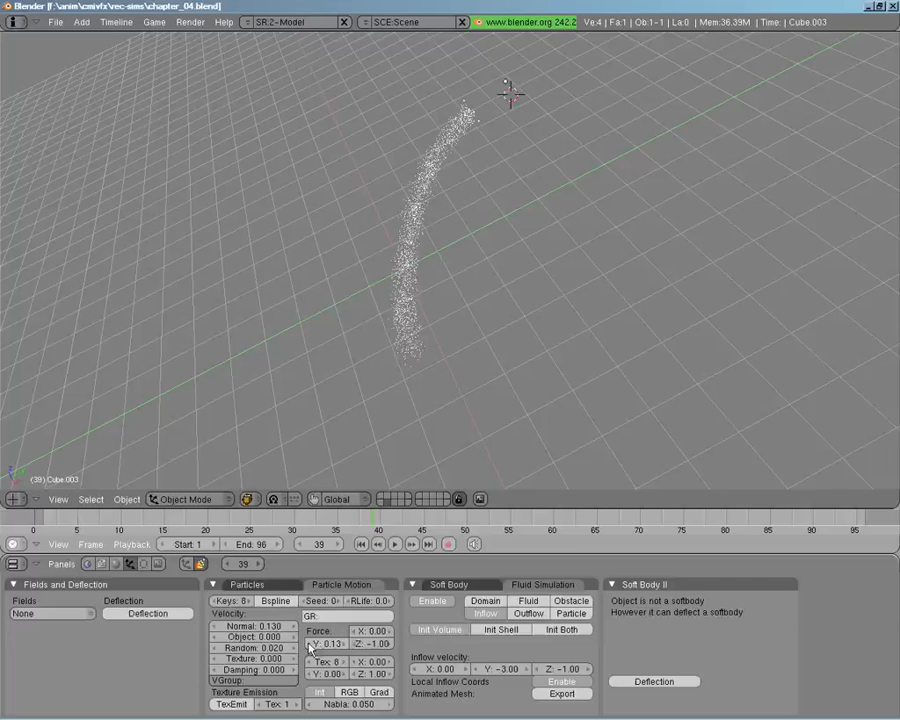 Blender [f:\anim\cmivfx\rec-sims\chapter_04.blend]
File Add Timeline Game Render Help SR:2-Model SCE:Scene www.blender.org 242.2 Ve:4 | Fa:1 | Ob:1-1 | La:0 | Mem:36.39M | Time: | Cube.003
(39) Cube.003
View Select Object Object Mode Global
0 5 10 15 20 25 30 35 40 45 50 55 60 65 70 75 80 85 90 95
View Frame Playback Start: 1 End: 96 39
Panels 39
Fields and Deflection Particles Particle Motion Soft Body Fluid Simulation Soft Body II
Fields Deflection Keys: 8 Bspline Seed: 0 RLife: 0.0 Enable Domain Fluid Obstacle Object is not a softbody
None Deflection Velocity: GR: Inflow Outflow Particle However it can deflect a softbody
Normal: 0.130 Force: X: 0.00 Init Volume Init Shell Init Both
Object: 0.000 Y: 0.13 Z: -1.00
Random: 0.020
Texture: 0.000 Tex: 6 X: 0.00 Inflow velocity:
Damping: 0.000 Y: 0.00 Z: 1.00 X: 0.00 Y: -3.00 Z: -1.00
VGroup: Local Inflow Coords Enable Deflection
Texture Emission Int RGB Grad Animated Mesh: Export
TexEmit Tex: 1 Nabla: 0.050